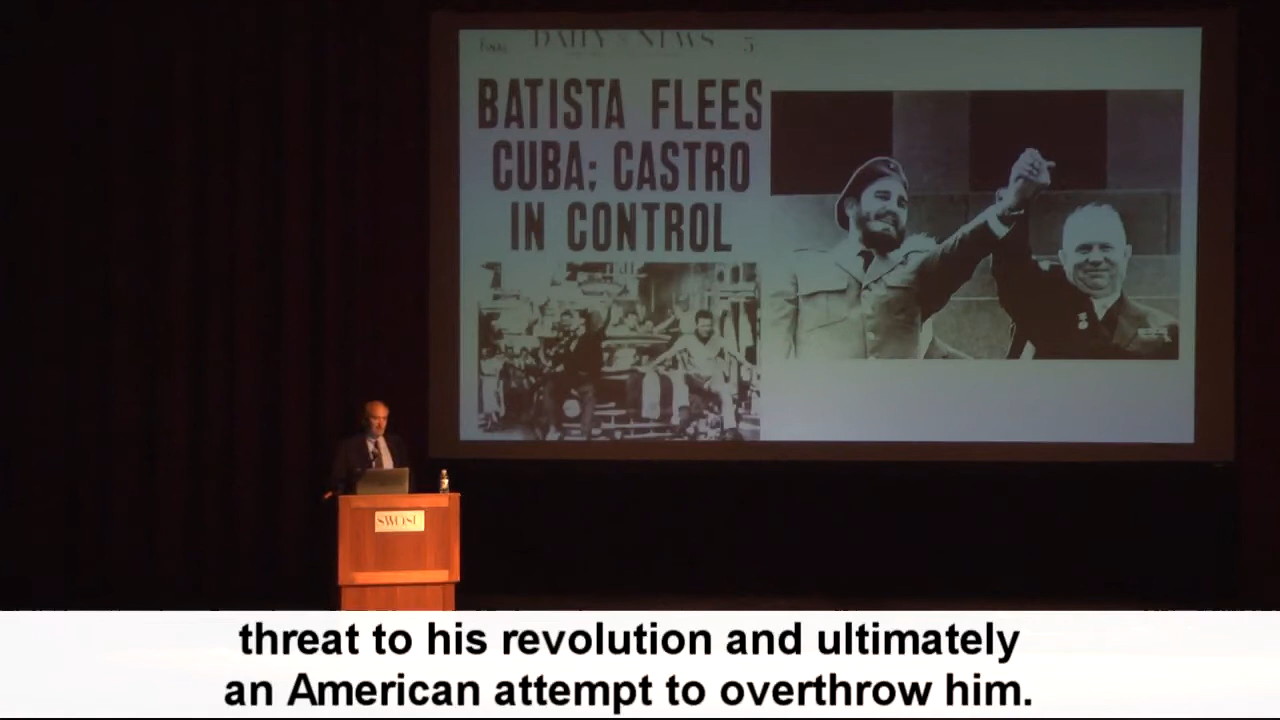 DAILY NEWS
BATISTA FLEES
CUBA; CASTRO
IN CONTROL
SWOSU
threat to his revolution and ultimately
an American attempt to overthrow him.